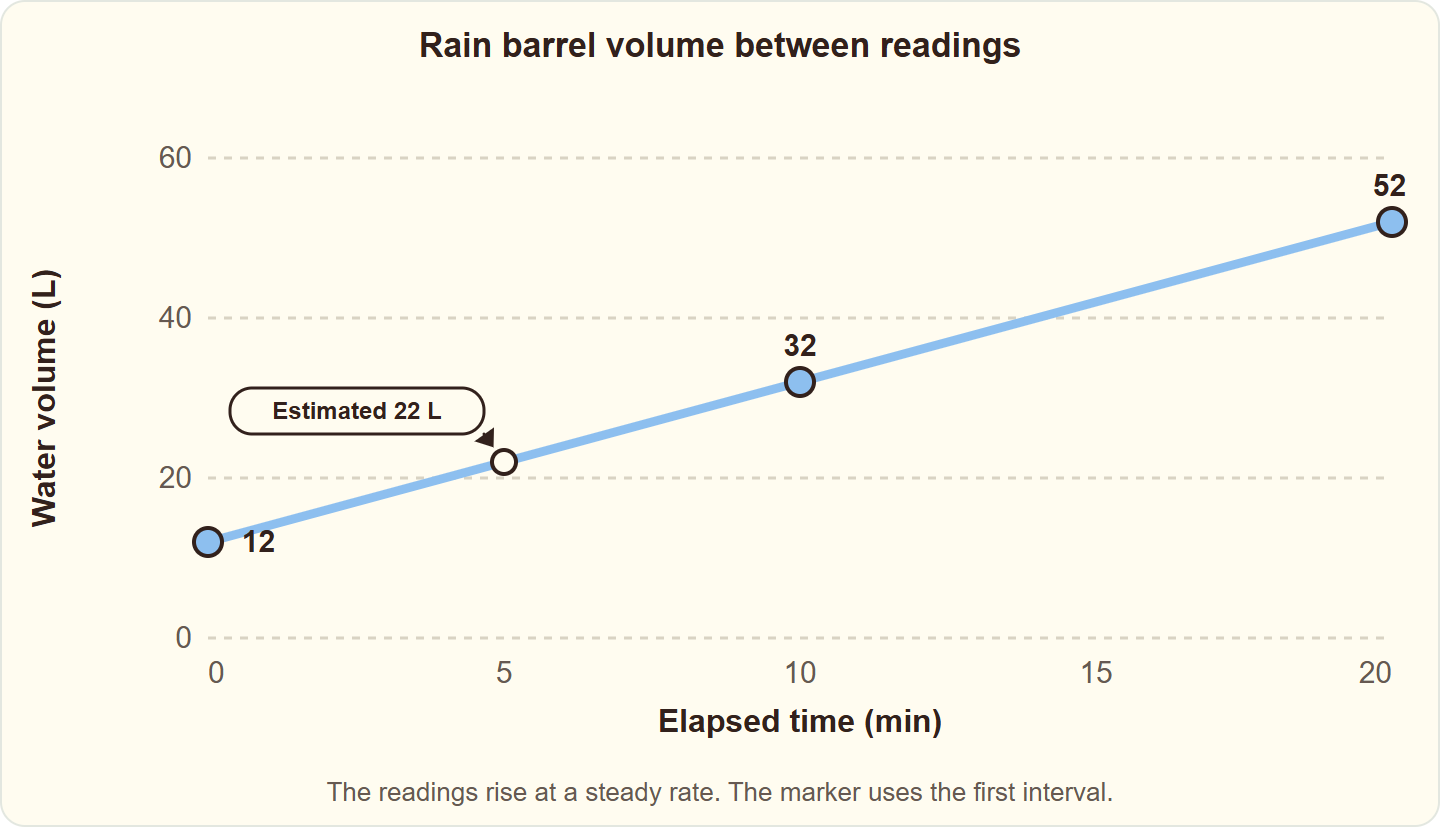 Rain barrel volume between readings
60
52
40
32
Estimated 22 L
20
12
0
Water volume (L)
0 5 10 15 20
Elapsed time (min)
The readings rise at a steady rate. The marker uses the first interval.